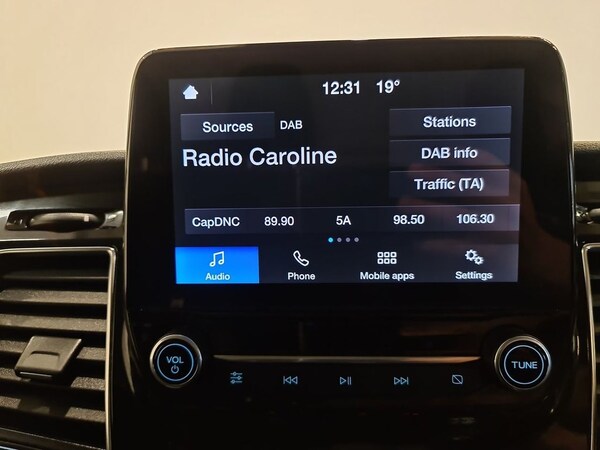 12:31 19°
Sources DAB Stations
Radio Caroline DAB info
Traffic (TA)
CapDNC 89.90 5A 98.50 106.30
Audio Phone Mobile apps Settings
VOL TUNE